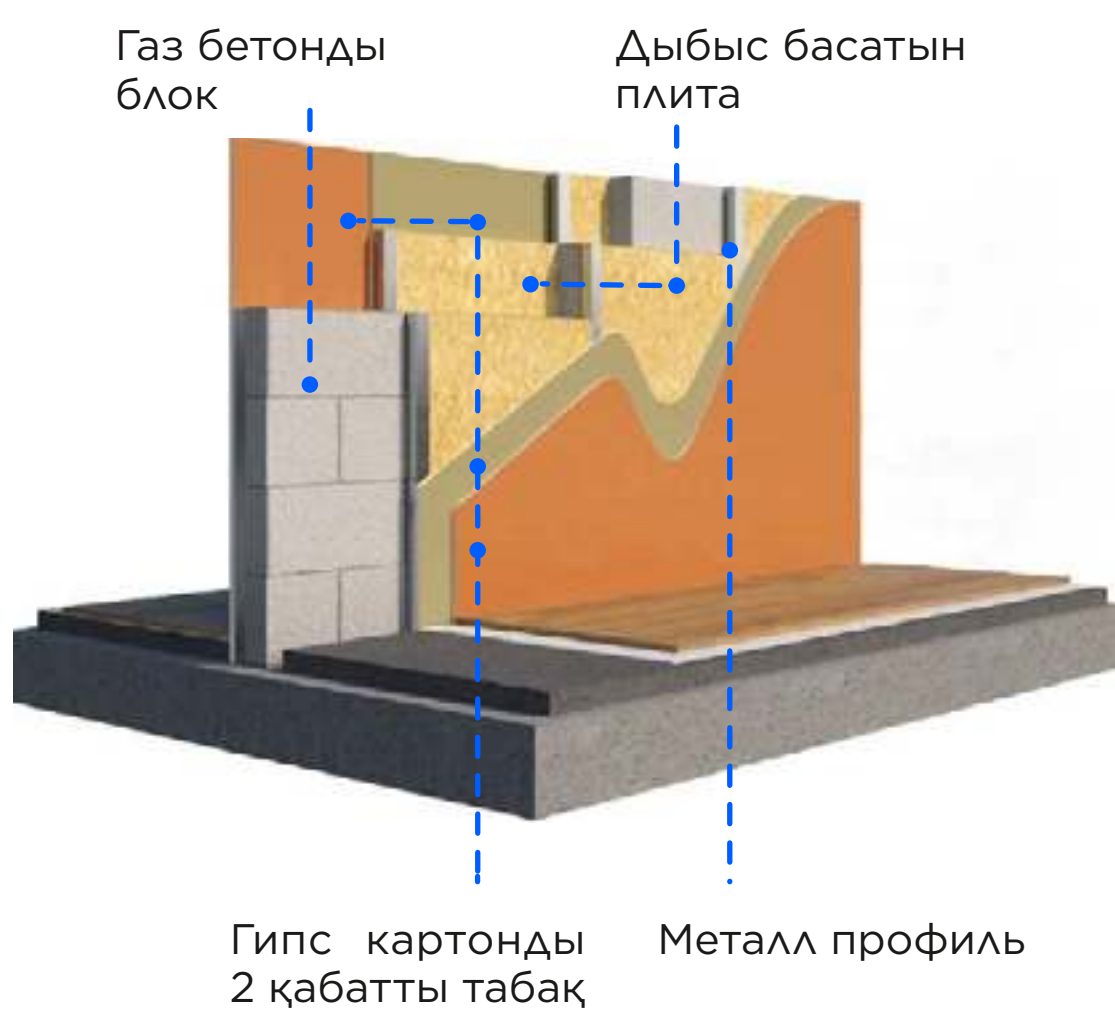 Газ бетонды
блок
Дыбыс басатын
плита
Гипс картонды
2 қабатты табақ
Металл профиль